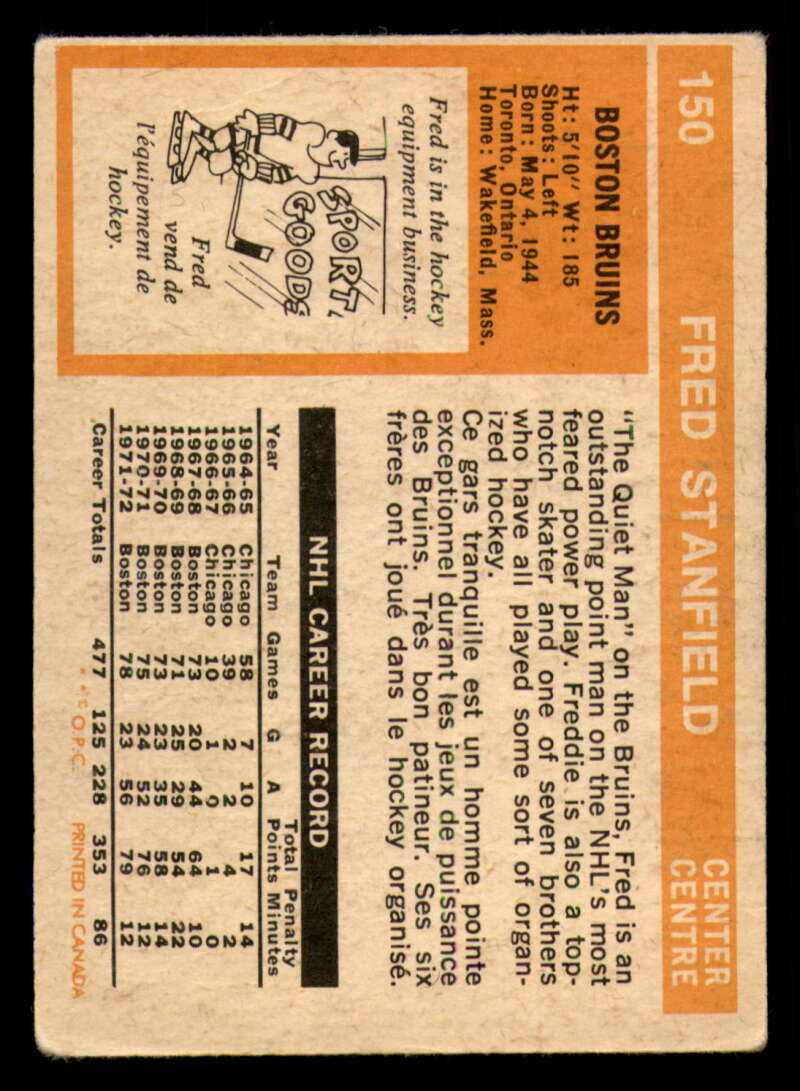 150
FRED STANFIELD
CENTER
CENTRE
BOSTON BRUINS
Ht: 5'10" Wt: 185
Shoots: Left
Born: May 4, 1944
Toronto, Ontario
Home: Wakefield, Mass.
Fred is in the hockey
equipment business.
SPORT
GOODS
Fred
vend de
l'équipement de
hockey.
"The Quiet Man" on the Bruins, Fred is an
outstanding point man on the NHL's most
feared power play. Freddie is also a top-
notch skater and one of seven brothers
who have all played some sort of organ-
ized hockey.
Ce gars tranquille est un homme pointe
exceptionnel durant les jeux de puissance
des Bruins. Très bon patineur. Ses six
frères ont joué dans le hockey organisé.
NHL CAREER RECORD
Total Penalty
Year Team Games G A Points Minutes
1964-65 Chicago 58 7 10 17 14
1965-66 Chicago 39 2 2 4 2
1966-67 Chicago 10 1 0 1 0
1967-68 Boston 73 20 44 64 10
1968-69 Boston 71 25 29 54 22
1969-70 Boston 73 23 35 58 14
1970-71 Boston 75 24 52 76 12
1971-72 Boston 78 23 56 79 12
Career Totals 477 125 228 353 86
O.P.C. PRINTED IN CANADA